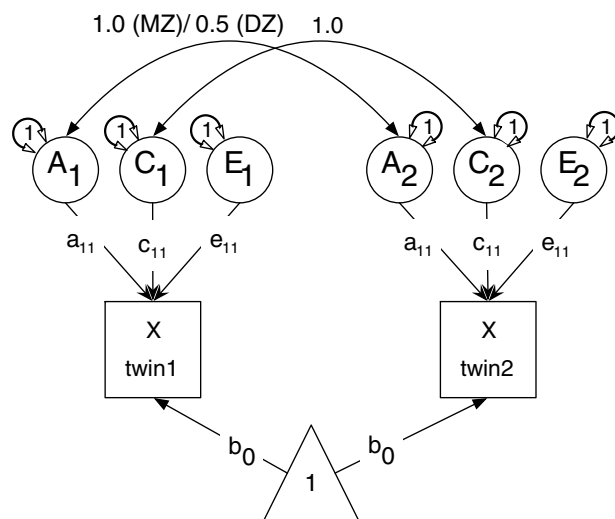 1.0 (MZ)/ 0.5 (DZ) 1.0
1 1 1 1 1 1
A1 C1 E1 A2 C2 E2
a11 c11 e11 a11 c11 e11
X X
twin1 twin2
b0 b0
1